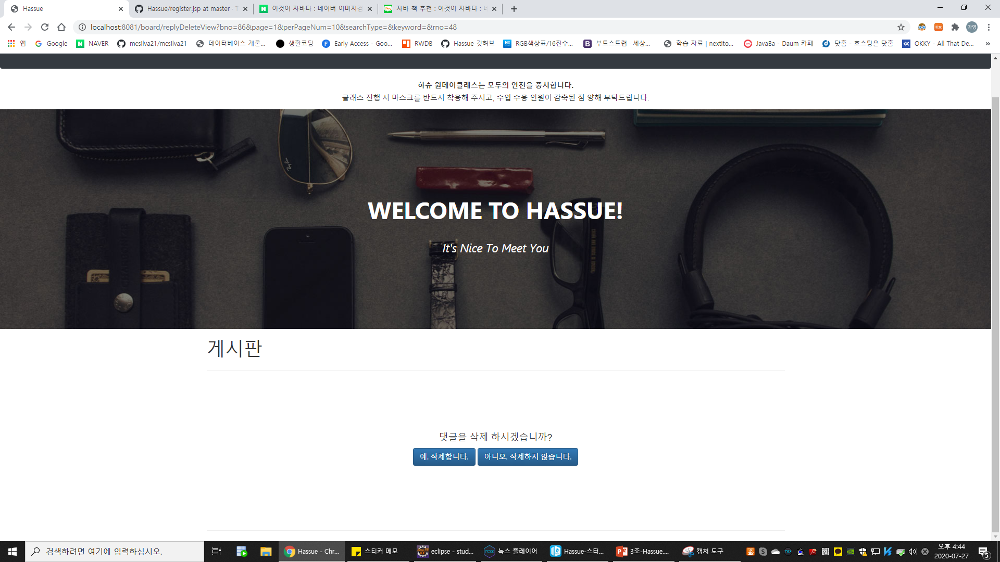 Hassue
Hassue/register.jsp at master · T
이것이 자바다 : 네이버 이미지검
자바 책 추천 : 이것이 자바다 : 네
localhost:8081/board/replyDeleteView?bno=86&page=1&perPageNum=10&searchType=&keyword=&rno=48
가영
앱
Google
NAVER
mcsilva21/mcsilva21
데이터베이스 개론...
생활코딩
Early Access - Goo...
RWDB
Hassue 깃허브
RGB색상표/16진수...
부트스트랩 · 세상...
학습 자료 | nextito...
JavaBa - Daum 카페
닷홈 - 호스팅은 닷홈
OKKY - All That De...
»
하슈 원데이클래스는 모두의 안전을 중시합니다.
클래스 진행 시 마스크를 반드시 착용해 주시고, 수업 수용 인원이 감축된 점 양해 부탁드립니다.
WELCOME TO HASSUE!
It's Nice To Meet You
게시판
댓글을 삭제 하시겠습니까?
예. 삭제합니다.
아니오. 삭제하지 않습니다.
검색하려면 여기에 입력하십시오.
Hassue - Chr...
스티커 메모
eclipse - stud...
녹스 플레이어
Hassue-스터...
3조-Hassue....
캡처 도구
오후 4:44
2020-07-27
5